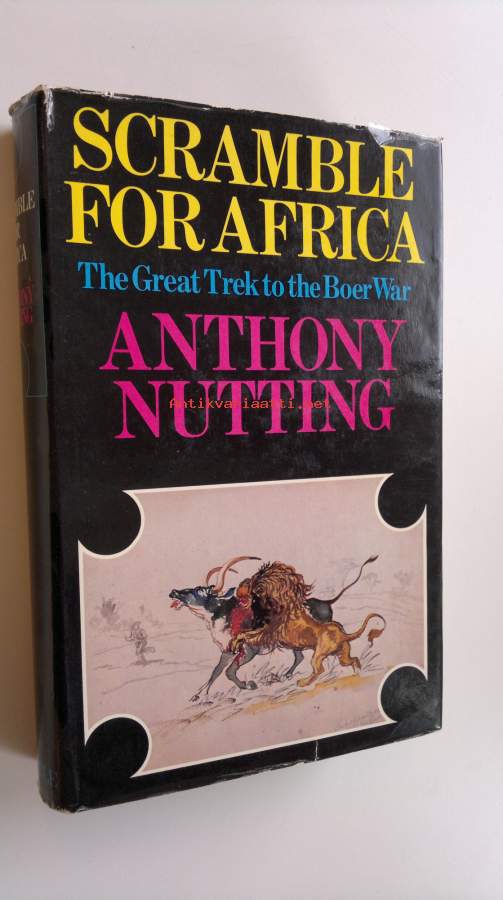 SCRAMBLE
FOR AFRICA
The Great Trek to the Boer War
ANTHONY
NUTTING
Antikvariaatti.net